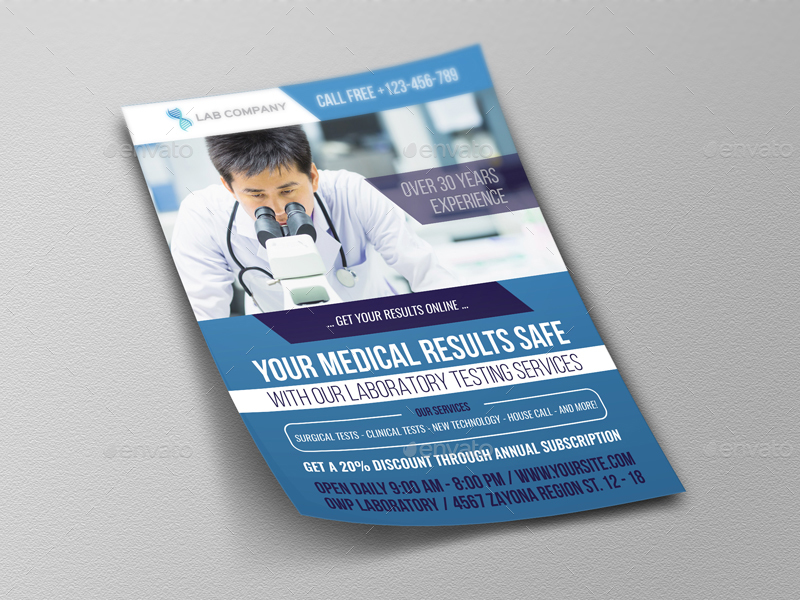 LAB COMPANY
CALL FREE +123-456-789
OVER 30 YEARS
EXPERIENCE
... GET YOUR RESULTS ONLINE ...
YOUR MEDICAL RESULTS SAFE
WITH OUR LABORATORY TESTING SERVICES
OUR SERVICES
SURGICAL TESTS - CLINICAL TESTS - NEW TECHNOLOGY - HOUSE CALL - AND MORE!
GET A 20% DISCOUNT THROUGH ANNUAL SUBSCRIPTION
OPEN DAILY 9:00 AM - 8:00 PM / WWW.YOURSITE.COM
OWP LABORATORY / 4567 ZAYONA REGION ST. 12 - 18
envato
envato
envato
envato
envato
envato